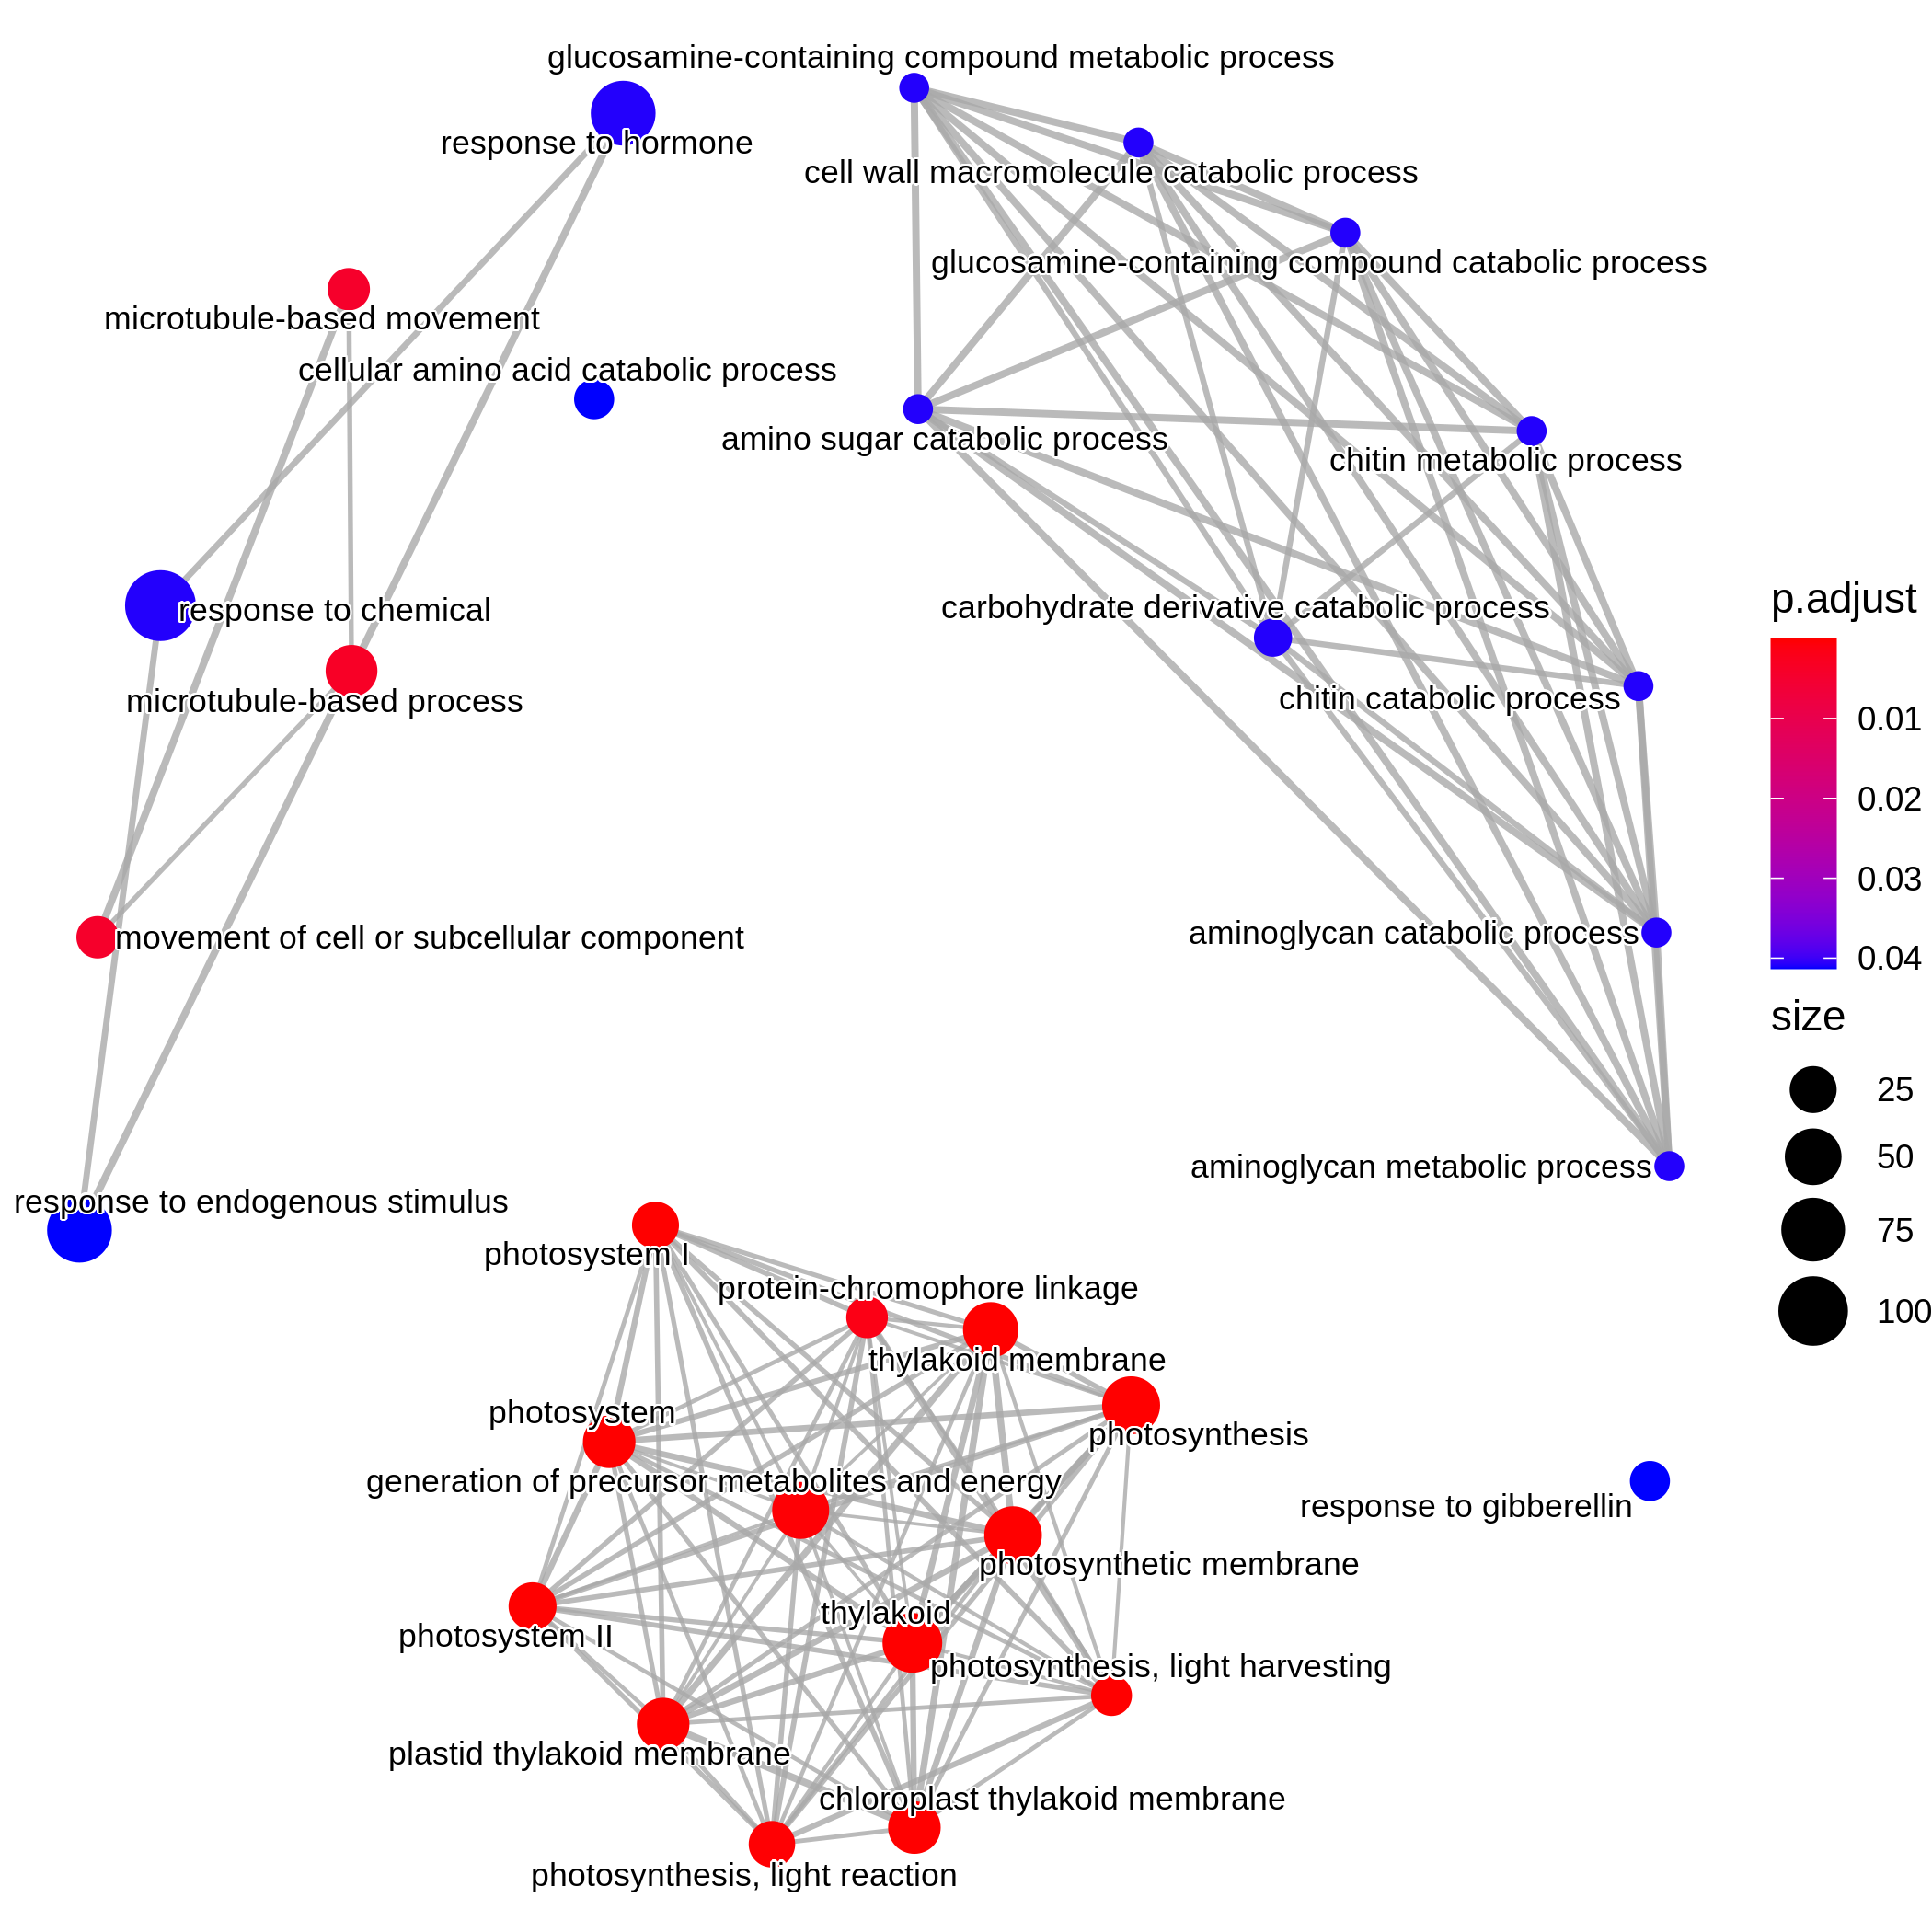 glucosamine-containing compound metabolic process
response to hormone
cell wall macromolecule catabolic process
glucosamine-containing compound catabolic process
microtubule-based movement
cellular amino acid catabolic process
amino sugar catabolic process
chitin metabolic process
response to chemical
carbohydrate derivative catabolic process
microtubule-based process
chitin catabolic process
movement of cell or subcellular component
aminoglycan catabolic process
aminoglycan metabolic process
response to endogenous stimulus
photosystem I
protein-chromophore linkage
thylakoid membrane
photosystem
photosynthesis
generation of precursor metabolites and energy
response to gibberellin
photosynthetic membrane
thylakoid
photosystem II
photosynthesis, light harvesting
plastid thylakoid membrane
chloroplast thylakoid membrane
photosynthesis, light reaction
p.adjust
0.01
0.02
0.03
0.04
size
25
50
75
100